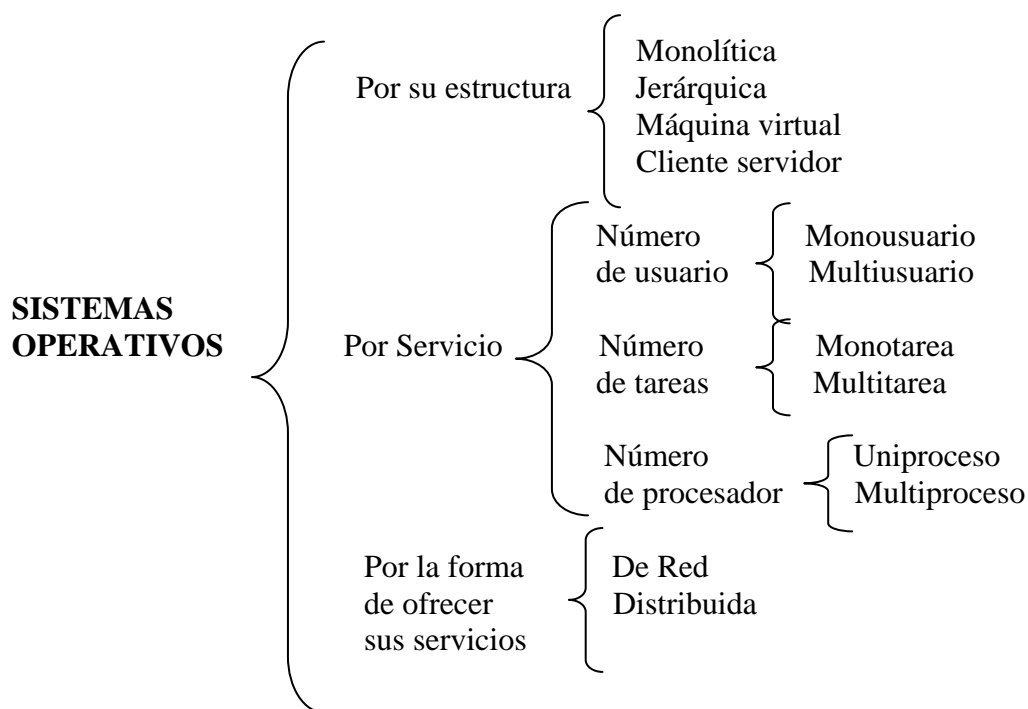 SISTEMAS
OPERATIVOS
Por su estructura
Monolítica
Jerárquica
Máquina virtual
Cliente servidor
Por Servicio
Número
de usuario
Monousuario
Multiusuario
Número
de tareas
Monotarea
Multitarea
Número
de procesador
Uniproceso
Multiproceso
Por la forma
de ofrecer
sus servicios
De Red
Distribuida